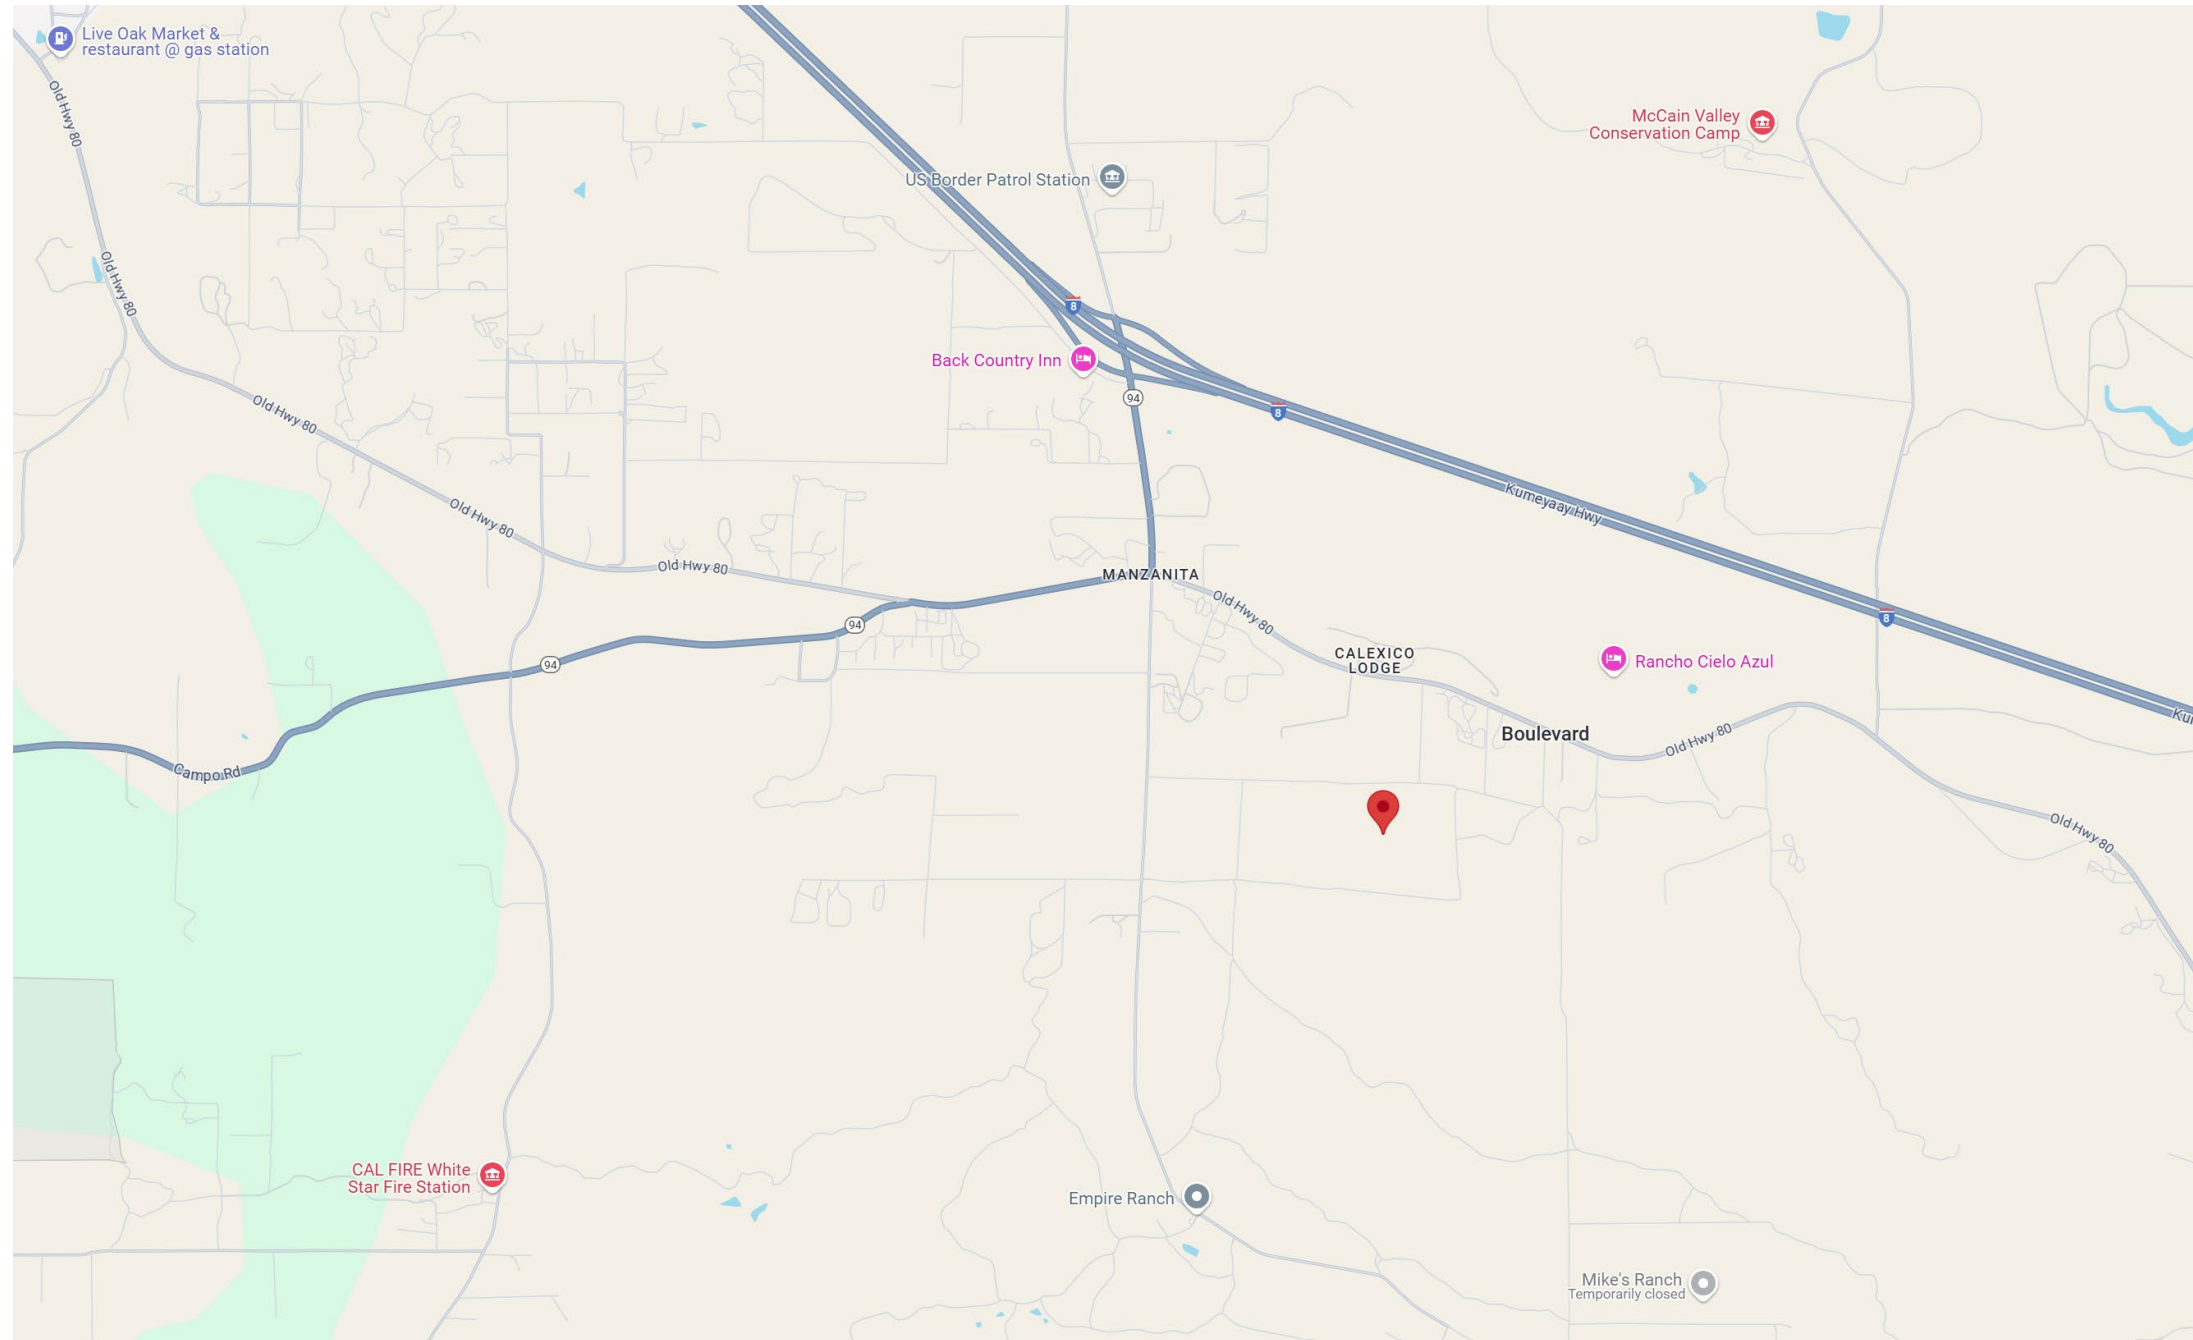 Live Oak Market &
restaurant @ gas station
Old Hwy 80
McCain Valley
Conservation Camp
US Border Patrol Station
Old Hwy 80
8
Back Country Inn
94
8
Old Hwy 80
Kumeyaay Hwy
Old Hwy 80
Old Hwy 80
MANZANITA
Old Hwy 80
8
94
94
CALEXICO
LODGE
Rancho Cielo Azul
Ku
Boulevard
Old Hwy 80
Campo Rd
Old Hwy 80
CAL FIRE White
Star Fire Station
Empire Ranch
Mike's Ranch
Temporarily closed